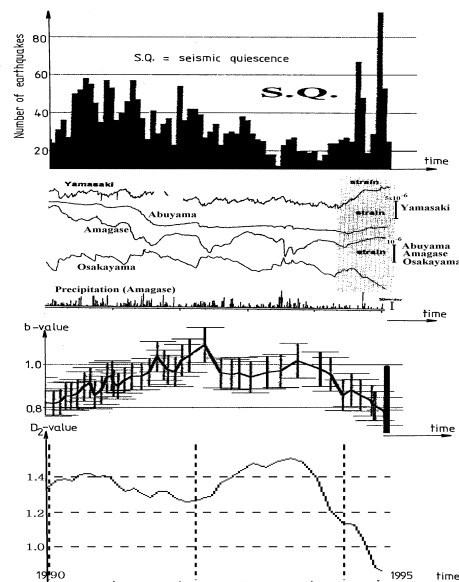 Number of earthquakes
80
60
40
20
S.Q. = seismic quiescence
S.Q.
time
strain
Yamasaki
5x10-6
Yamasaki
Abuyama
strain
Amagase
10-6
Abuyama
strain
Amagase
Osakayama
Osakayama
Precipitation (Amagase)
time
b-value
1.0
0.8
time
D2-value
1.4
1.2
1.0
1990
1995
time